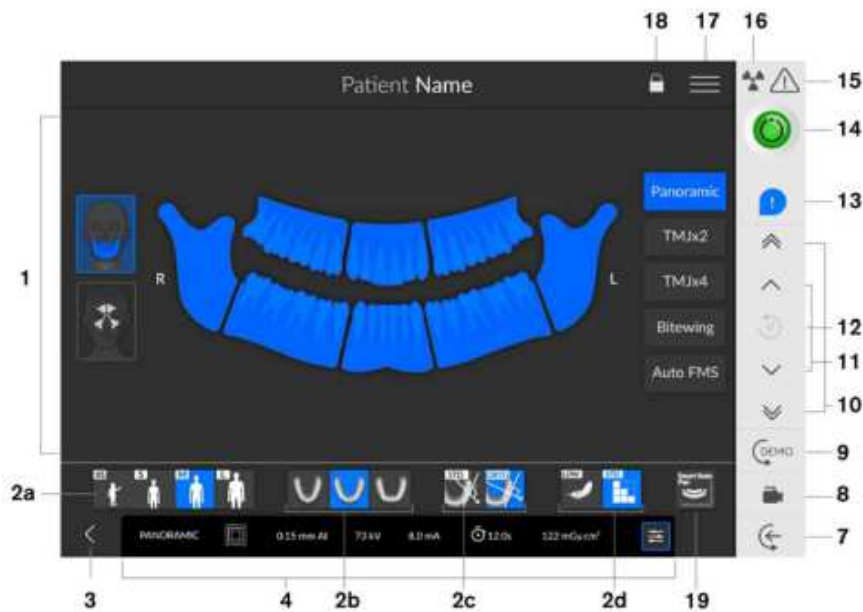 18 17 16
Patient Name
15
14
Panoramic
13
TMJx2
1
R
L
TMJx4
12
Bitewing
11
Auto FMS
10
DEMO
9
2a
XS S M L
8
PANORAMIC 0.15 mm Al 73 kV 8.0 mA 12.0s 122 mGy·cm²
7
3 4 2b 2c 2d 19